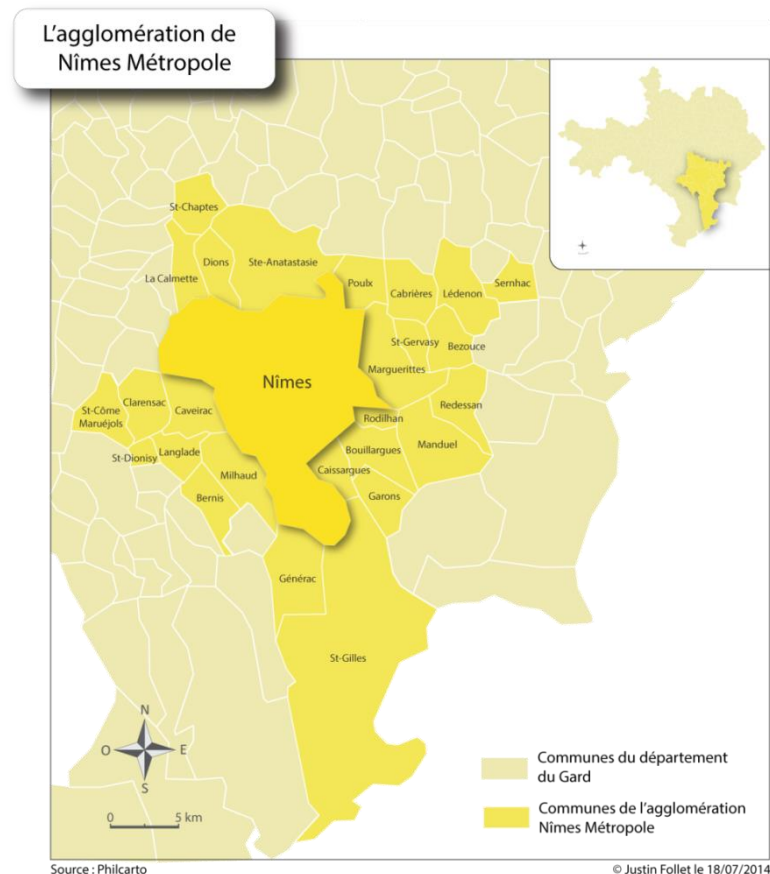 L'agglomération de
Nîmes Métropole
St-Chaptes
Dions
Ste-Anatastasie
La Calmette
Poulx
Cabrières
Lédenon
Sernhac
St-Gervasy
Bezouce
Marguerittes
Nîmes
Redessan
Rodilhan
Manduel
Bouillargues
Caissargues
Garons
Clarensac
St-Côme
Maruéjols
Caveirac
Langlade
St-Dionisy
Milhaud
Bernis
Générac
St-Gilles
N
O
E
S
0
5 km
Communes du département
du Gard
Communes de l'agglomération
Nîmes Métropole
Source : Philcarto
© Justin Follet le 18/07/2014